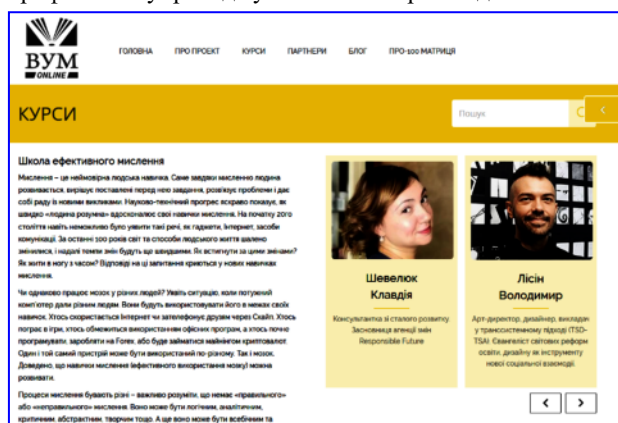 ВУМ
ONLINE
ГОЛОВНА ПРО ПРОЕКТ КУРСИ ПАРТНЕРИ БЛОГ ПРО-100 МАТРИЦЯ
КУРСИ
Пошук
Школа ефективного мислення
Мислення – це неймовірна людська навичка. Саме завдяки мисленню людина
розвивається, вирішує поставлені перед нею завдання, розв'язує проблеми і дає
собі раду із новими викликами. Науково-технічний прогрес яскраво показує, як
швидко «людина розумна» вдосконалює свої навички мислення. На початку 20го
століття навіть неможливо було уявити такі речі, як гаджети, Інтернет, засоби
комунікації. За останні 100 років світ та способи людського життя шалено
змінилися, і надалі темпи змін будуть ще швидшими. Як встигнути за цими змінами?
Як жити в ногу з часом? Відповіді на ці запитання криються у нових навичках
мислення.
Чи однаково працює мозок у різних людей? Уявіть ситуацію, коли потужний
комп'ютер дали різним людям. Вони будуть використовувати його в межах своїх
навичок. Хтось скористається Інтернет чи зателефонує друзям через Скайп. Хтось
пограє в ігри, хтось обмежиться використанням офісних програм, а хтось почне
програмувати, заробляти на Forex, або буде займатися майнінгом криптовалют.
Один і той самий пристрій може бути використаний по-різному. Так і мозок.
Доведено, що навички мислення (ефективного використання мозку) можна
розвивати.
Процеси мислення бувають різні – важливо розуміти, що немає «правильного»
або «неправильного» мислення. Воно може бути логічним, аналітичним,
критичним, абстрактним, творчим тощо. А ще воно може бути всебічним та
Шевелюк
Клавдія
Консультантка зі сталого розвитку.
Засновниця агенції змін
Responsible Future
Лісін
Володимир
Арт-директор, дизайнер, викладач
у транссистемному підході (TSD-
TSA). Євангеліст світових реформ
освіти, дизайну як інструменту
нової соціальної взаємодії.